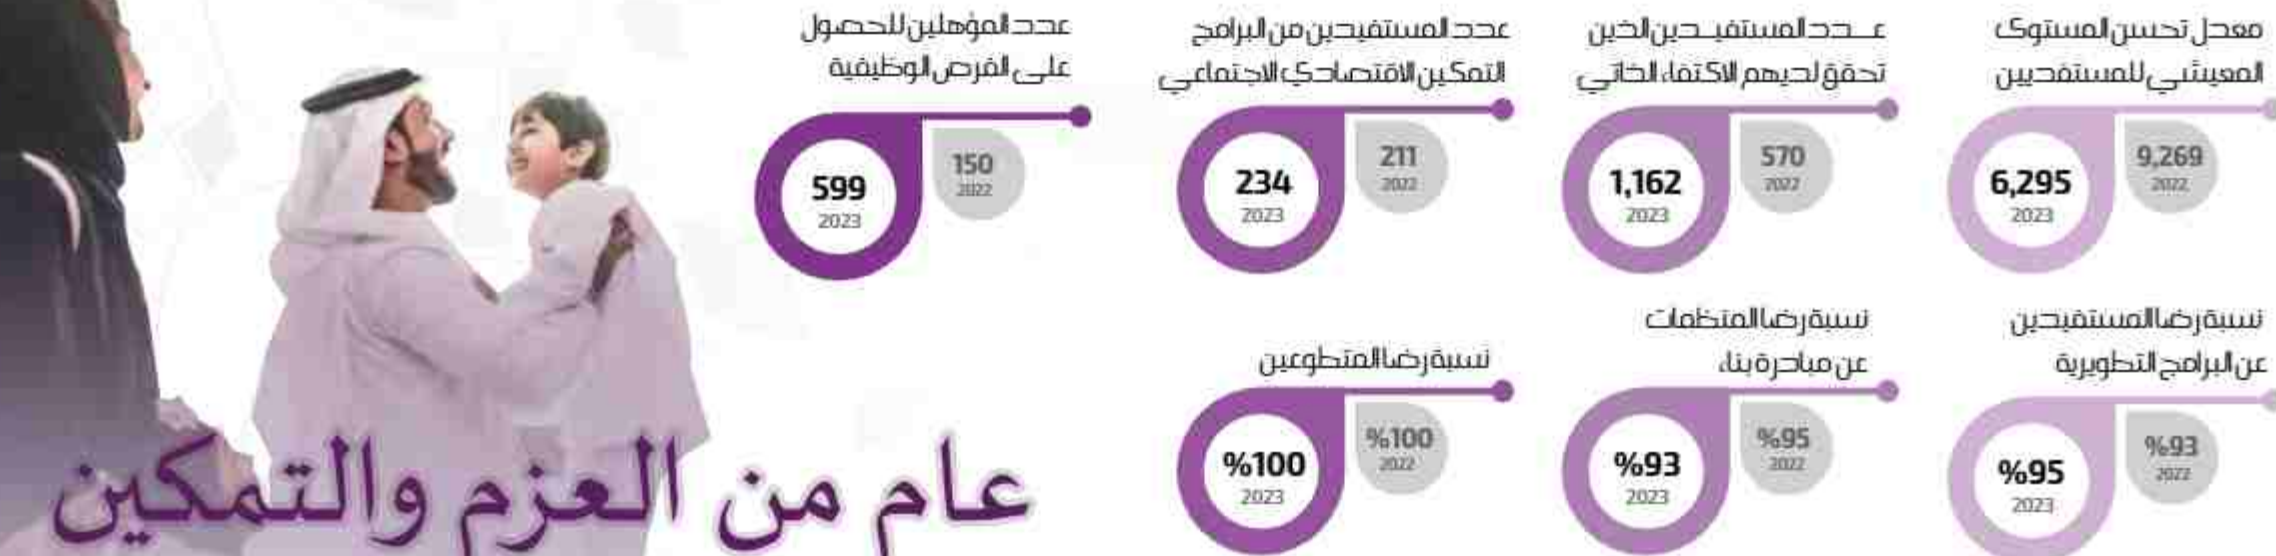 معدل تحسن المستوى
المعيشي للمستفديين
6,295
2023
9,269
2022
عدد المستفيدين الذين
تحقق لديهم الاكتفاء الذاتي
1,162
2023
570
2022
عدد المستفيدين من البرامج
التمكين الاقتصادي الاجتماعي
234
2023
211
2022
عدد المؤهلين للحصول
على الفرص الوظيفية
599
2023
150
2022
نسبة رضا المستفيدين
عن البرامج التطويرية
%95
2023
%93
2022
نسبة رضا المنظمات
عن مبادرة بناء
%93
2023
%95
2022
نسبة رضا المتطوعين
%100
2023
%100
2022
عام من العزم والتمكين